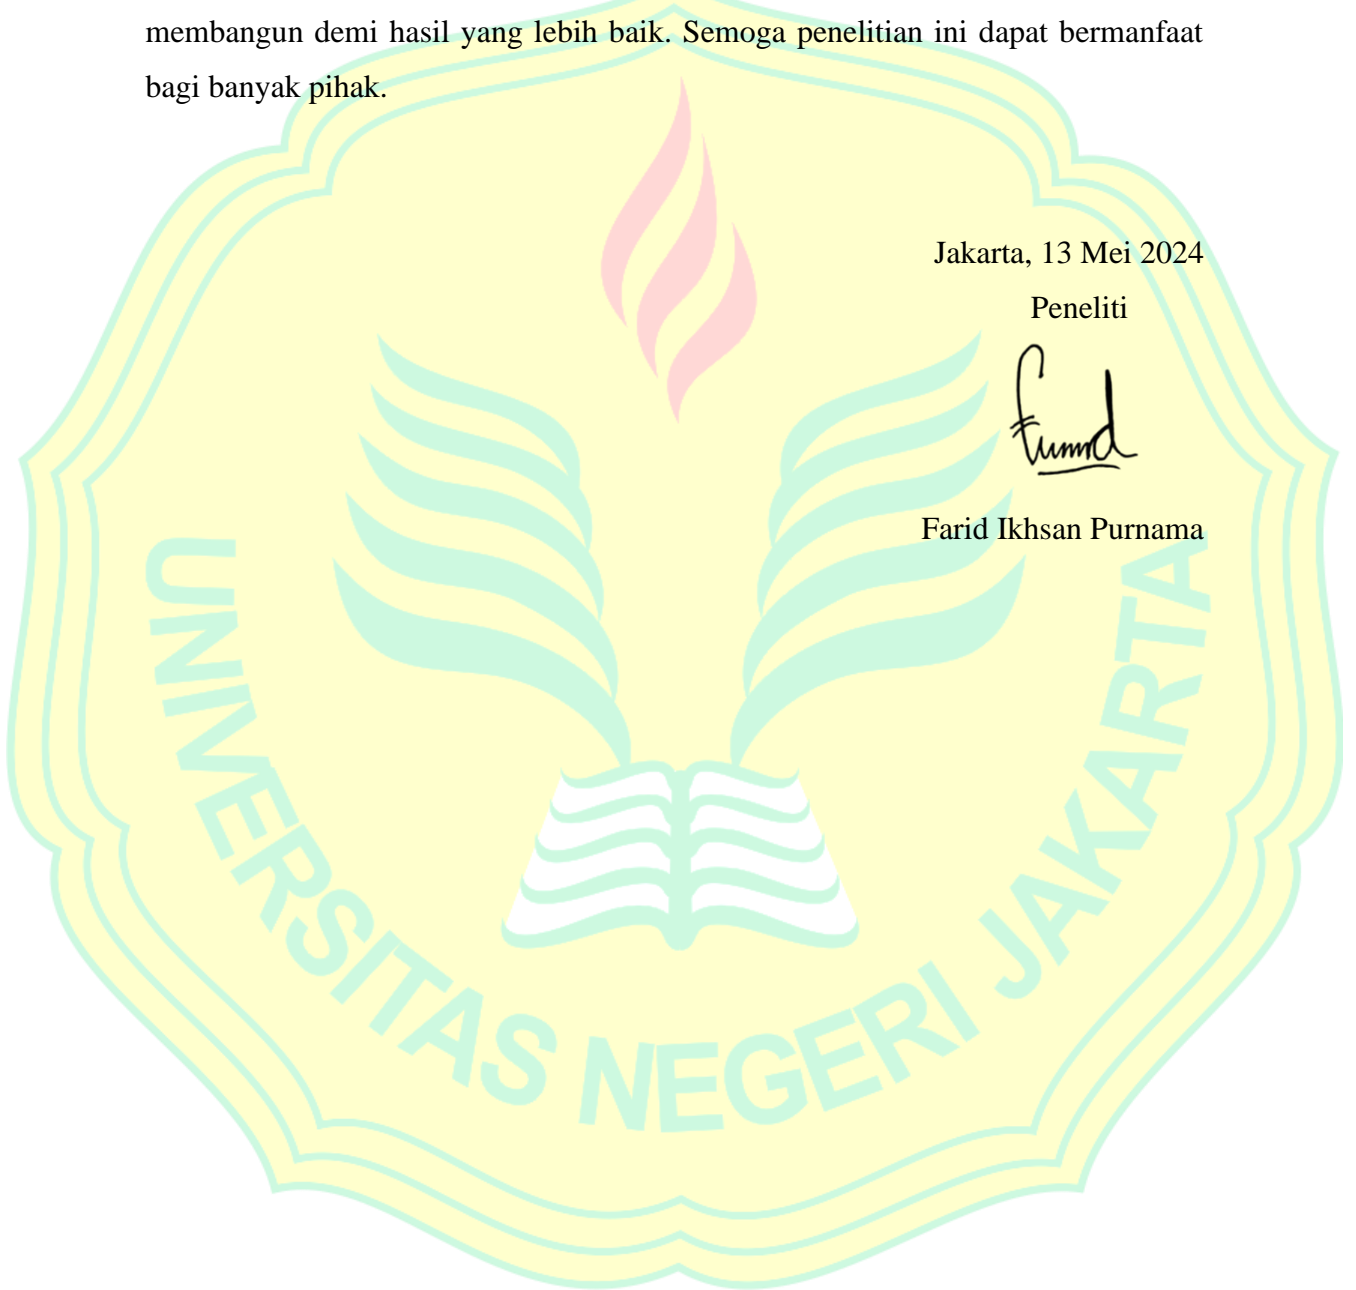 membangun demi hasil yang lebih baik. Semoga penelitian ini dapat bermanfaat
bagi banyak pihak.
Jakarta, 13 Mei 2024
Peneliti
Farid Ikhsan Purnama
UNIVERSITAS NEGERI JAKARTA